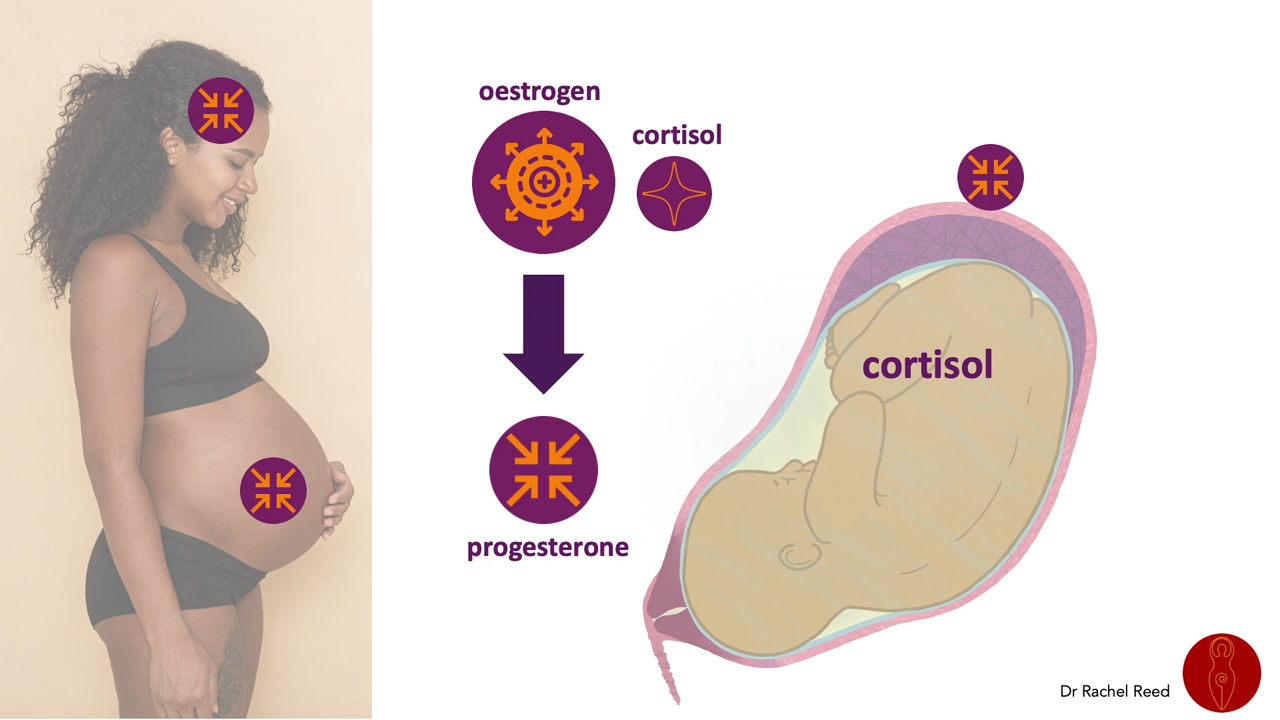 oestrogen
cortisol
cortisol
progesterone
Dr Rachel Reed